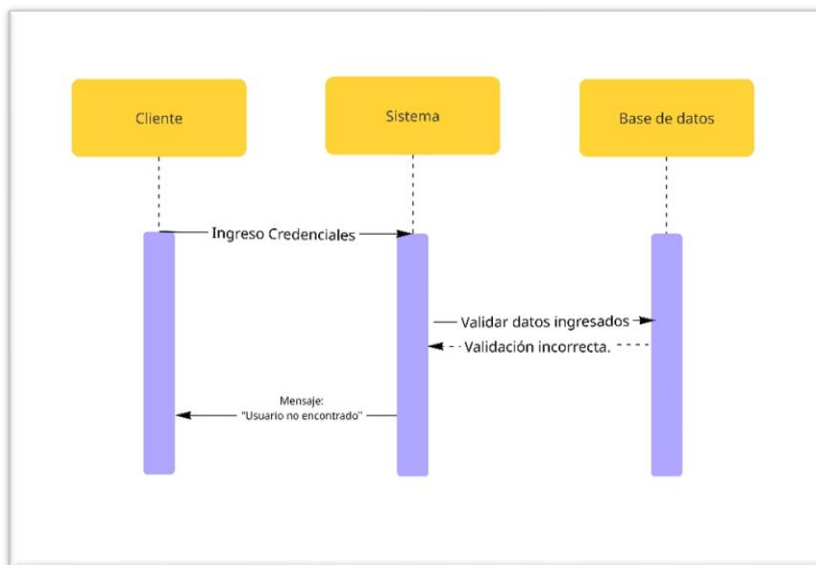 Cliente
Sistema
Base de datos
Ingreso Credenciales
Validar datos ingresados
Validación incorrecta.
Mensaje:
"Usuario no encontrado"